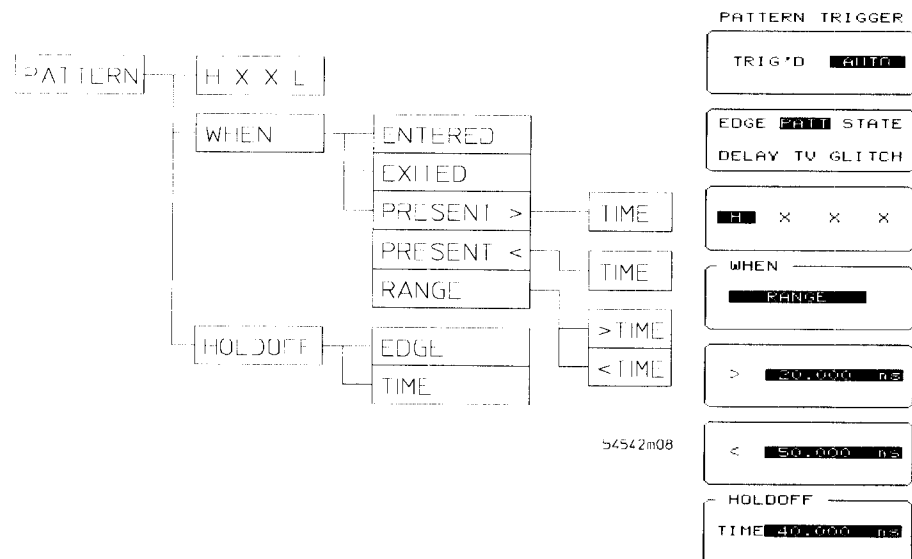 PATTERN
H X X L
WHEN
ENTERED
EXITED
PRESENT >
TIME
PRESENT <
TIME
RANGE
>TIME
<TIME
HOLDOFF
EDGE
TIME
54542m08
PATTERN TRIGGER
TRIG'D AUTO
EDGE PATT STATE
DELAY TV GLITCH
H X X X
WHEN
RANGE
> 20.000 ns
< 50.000 ns
HOLDOFF
TIME 40.000 ns